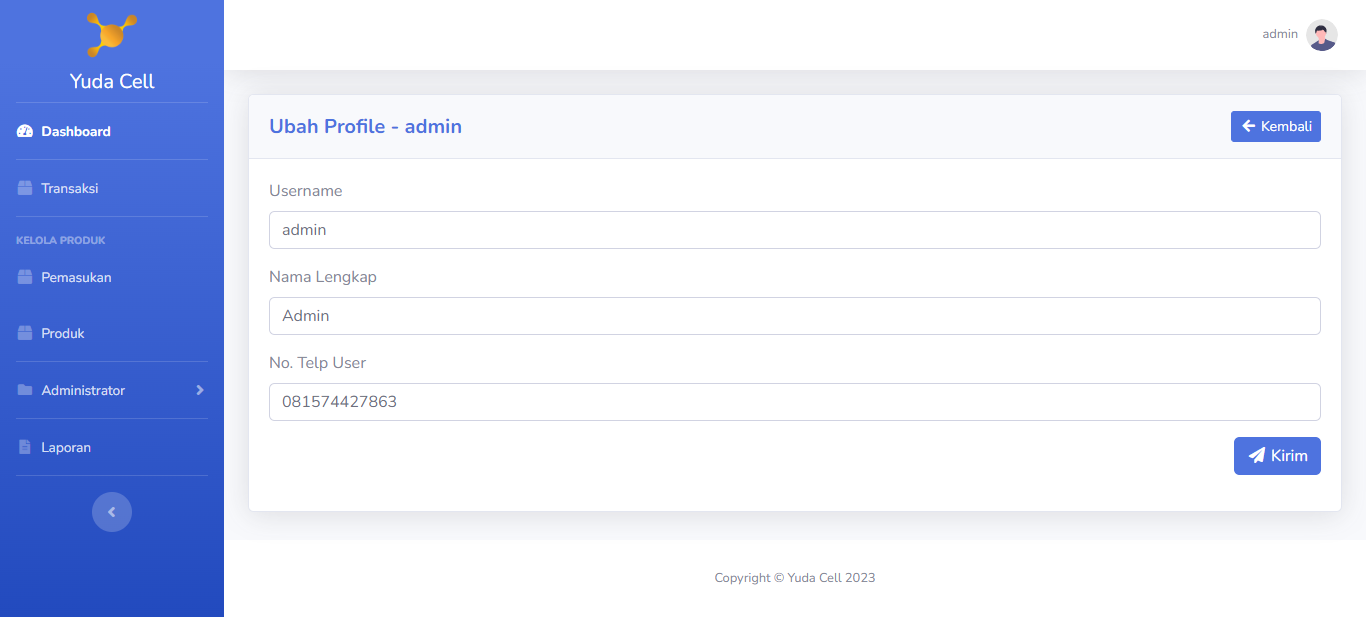 Yuda Cell
Dashboard
Transaksi
KELOLA PRODUK
Pemasukan
Produk
Administrator
Laporan
admin
Ubah Profile - admin
Kembali
Username
admin
Nama Lengkap
Admin
No. Telp User
081574427863
Kirim
Copyright © Yuda Cell 2023